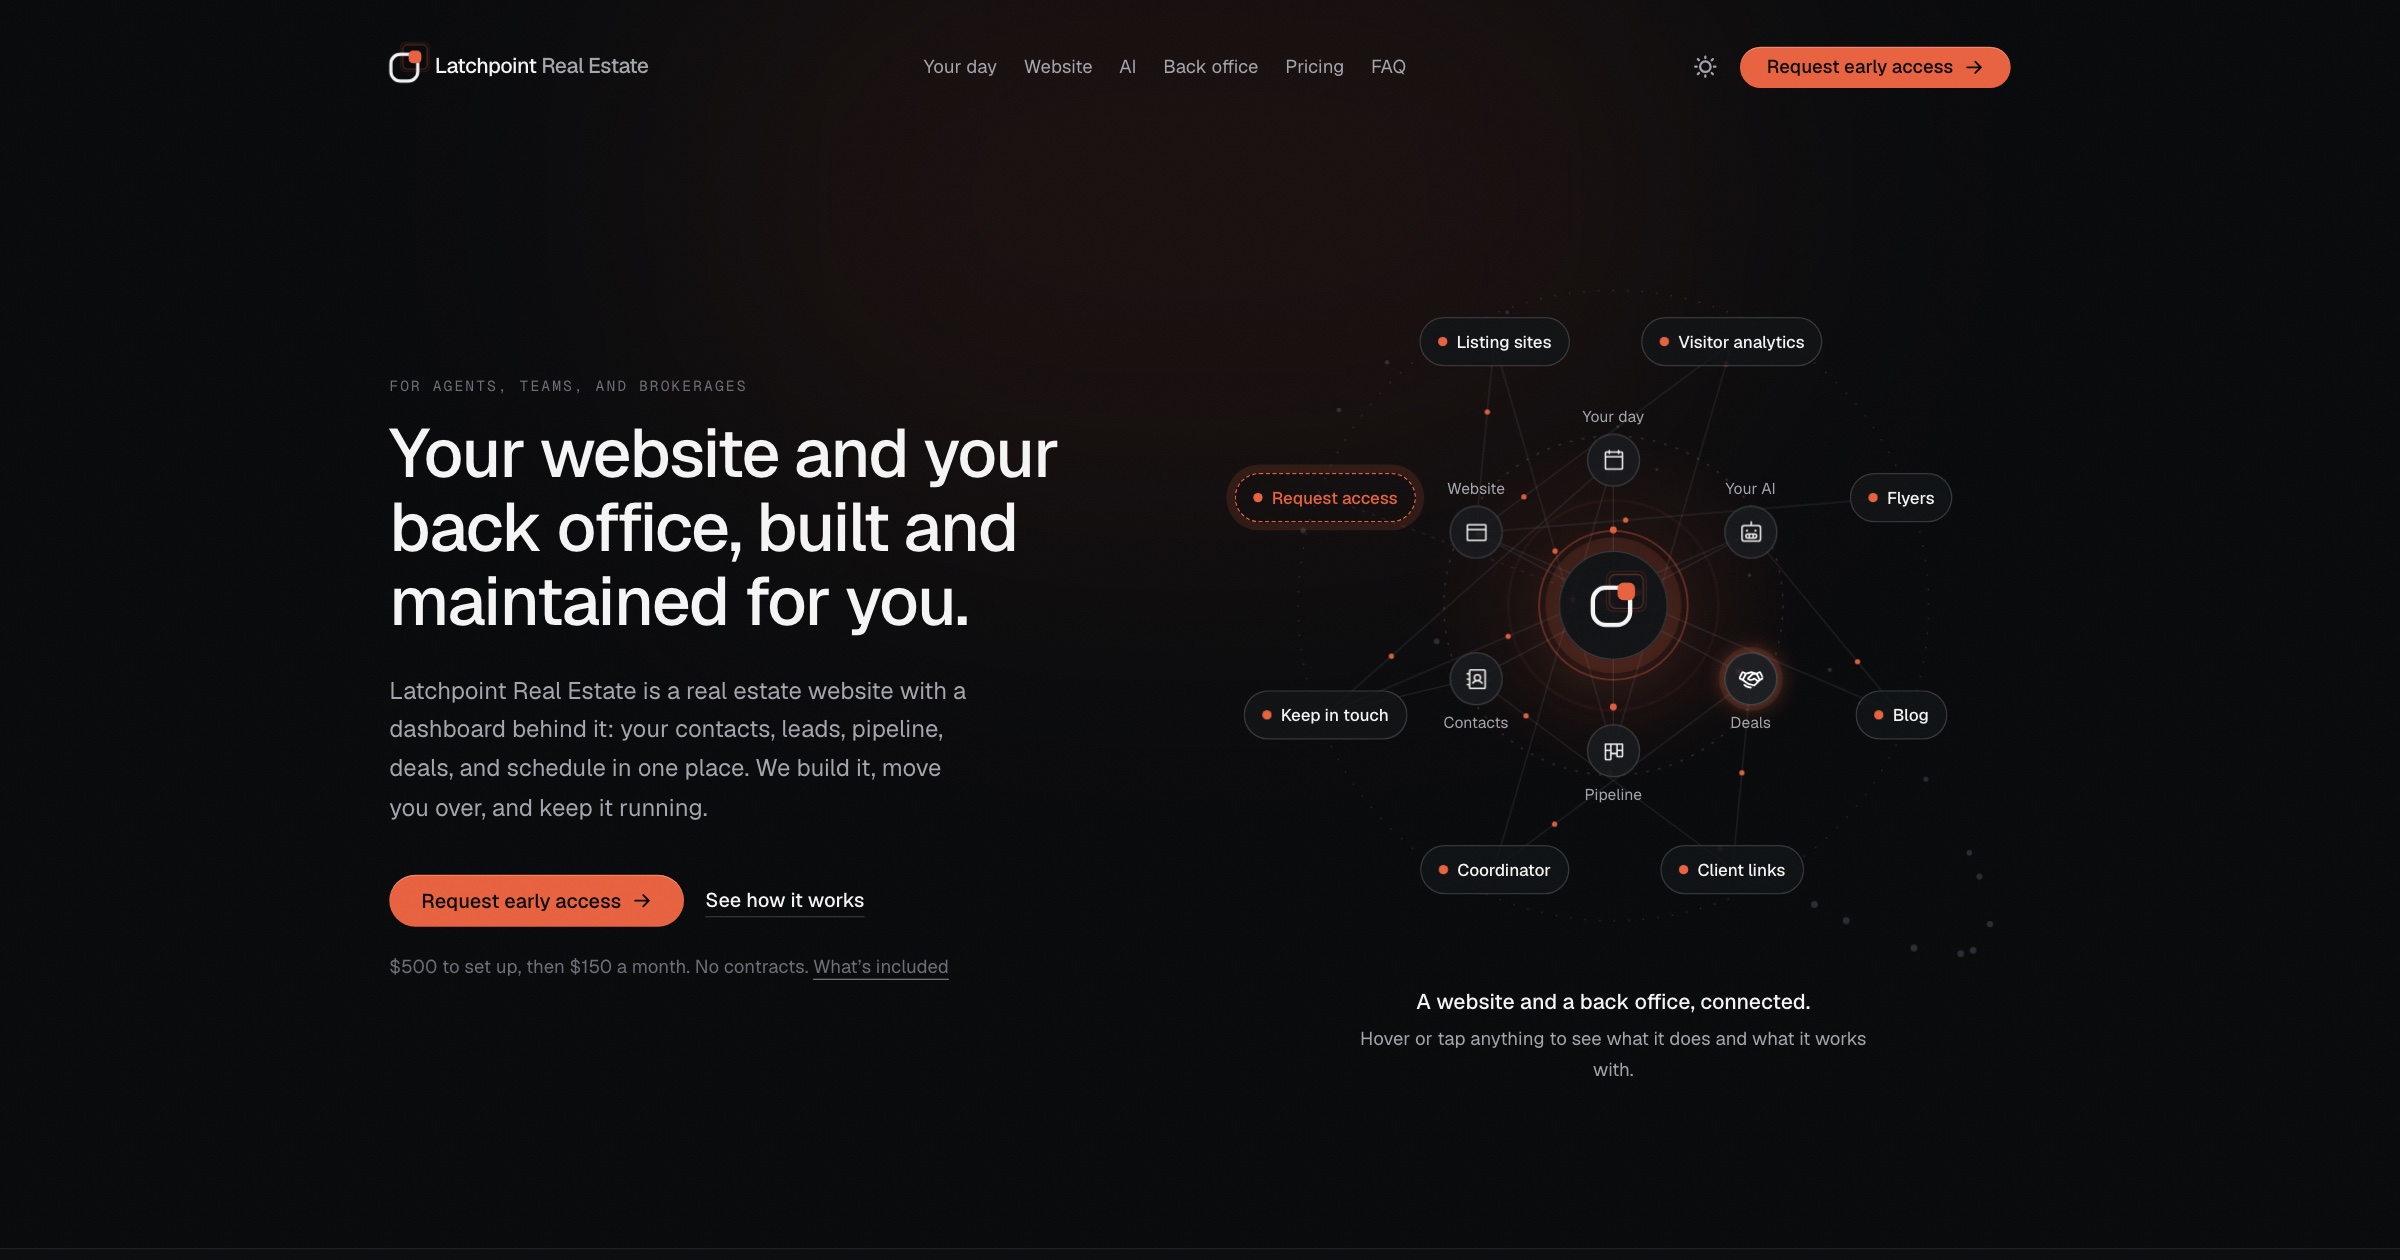 Latchpoint Real Estate
Your day
Website
AI
Back office
Pricing
FAQ
Request early access
FOR AGENTS, TEAMS, AND BROKERAGES
Your website and your
back office, built and
maintained for you.
Latchpoint Real Estate is a real estate website with a
dashboard behind it: your contacts, leads, pipeline,
deals, and schedule in one place. We build it, move
you over, and keep it running.
Request early access
See how it works
$500 to set up, then $150 a month. No contracts. What's included
Listing sites
Visitor analytics
Your day
Request access
Website
Your AI
Flyers
Keep in touch
Contacts
Deals
Blog
Pipeline
Coordinator
Client links
A website and a back office, connected.
Hover or tap anything to see what it does and what it works
with.